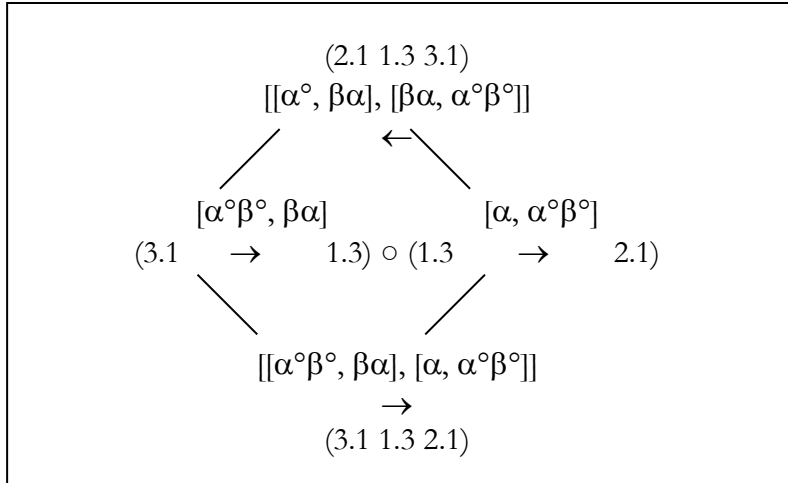 (2.1 1.3 3.1)
[[α°, βα], [βα, α°β°]]
←
[α°β°, βα] [α, α°β°]
(3.1 → 1.3) ○ (1.3 → 2.1)
[[α°β°, βα], [α, α°β°]]
→
(3.1 1.3 2.1)